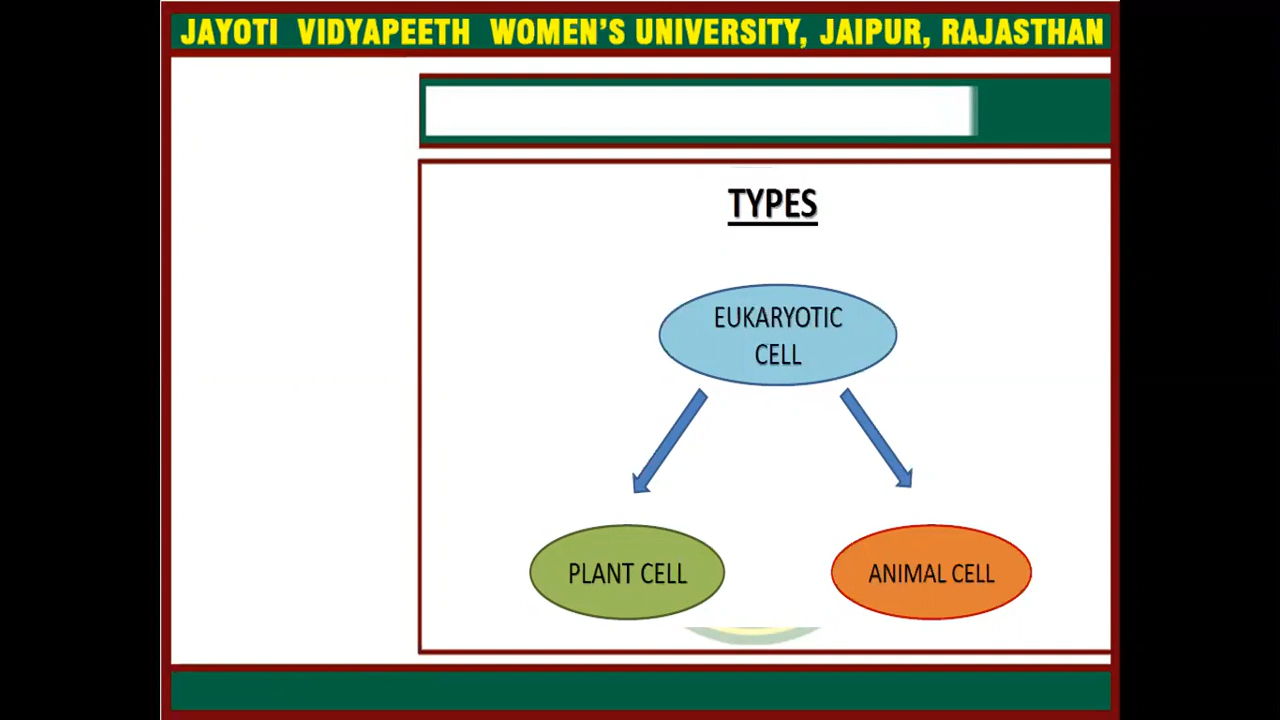 JAYOTI VIDYAPEETH WOMEN'S UNIVERSITY, JAIPUR, RAJASTHAN
TYPES
EUKARYOTIC
CELL
PLANT CELL
ANIMAL CELL